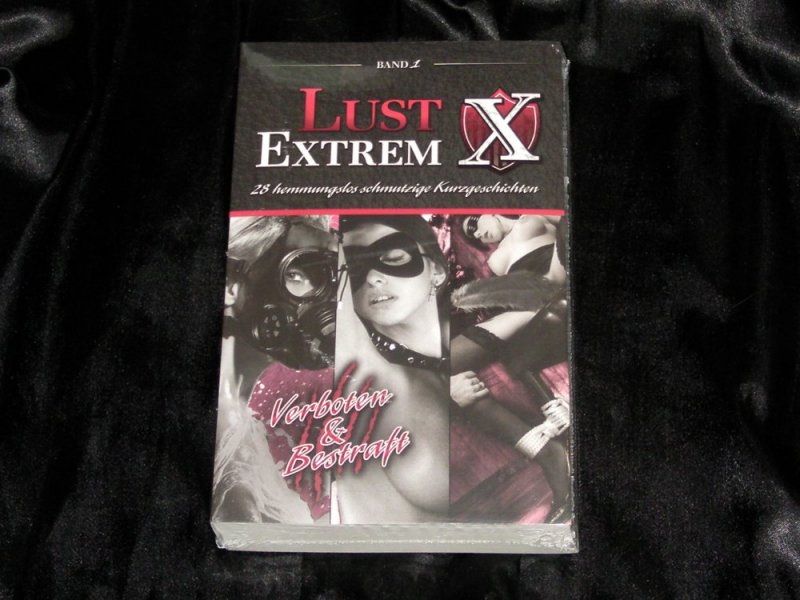 BAND 1
LUST
EXTREM
X
28 hemmungslos schmutzige Kurzgeschichten
Verboten
&
Bestraft